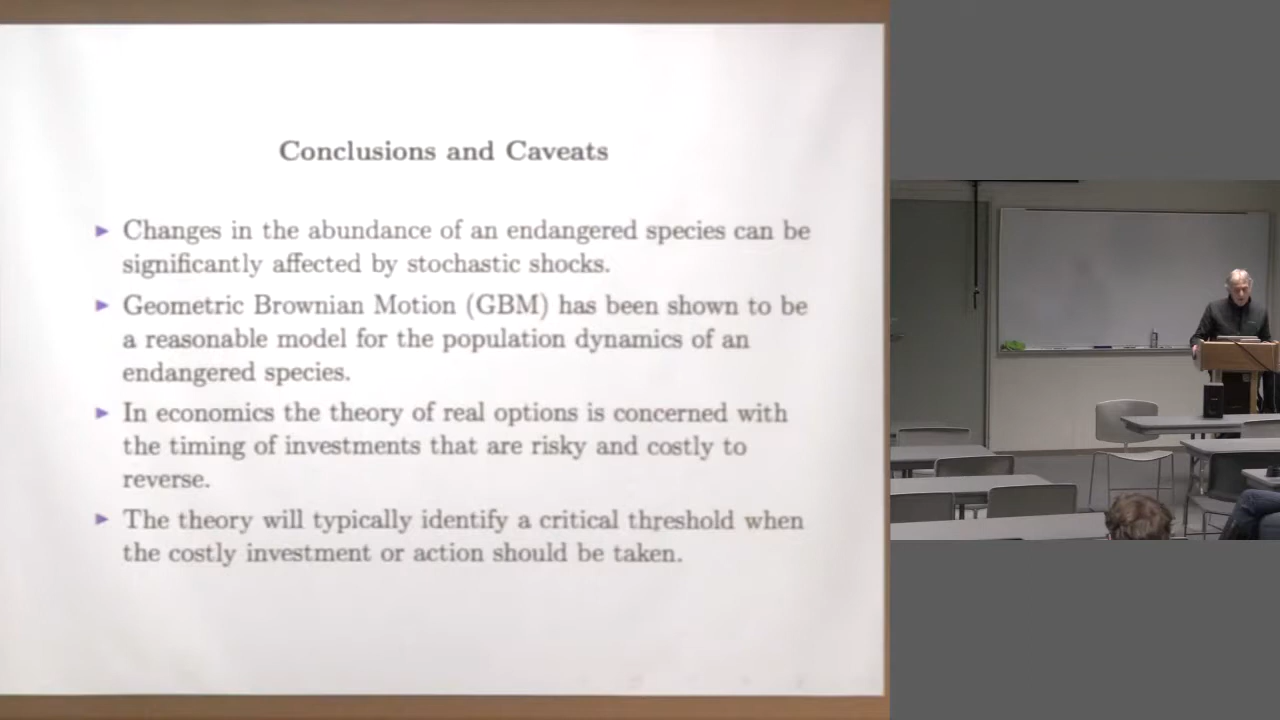 Conclusions and Caveats
▶ Changes in the abundance of an endangered species can be
significantly affected by stochastic shocks.
▶ Geometric Brownian Motion (GBM) has been shown to be
a reasonable model for the population dynamics of an
endangered species.
▶ In economics the theory of real options is concerned with
the timing of investments that are risky and costly to
reverse.
▶ The theory will typically identify a critical threshold when
the costly investment or action should be taken.